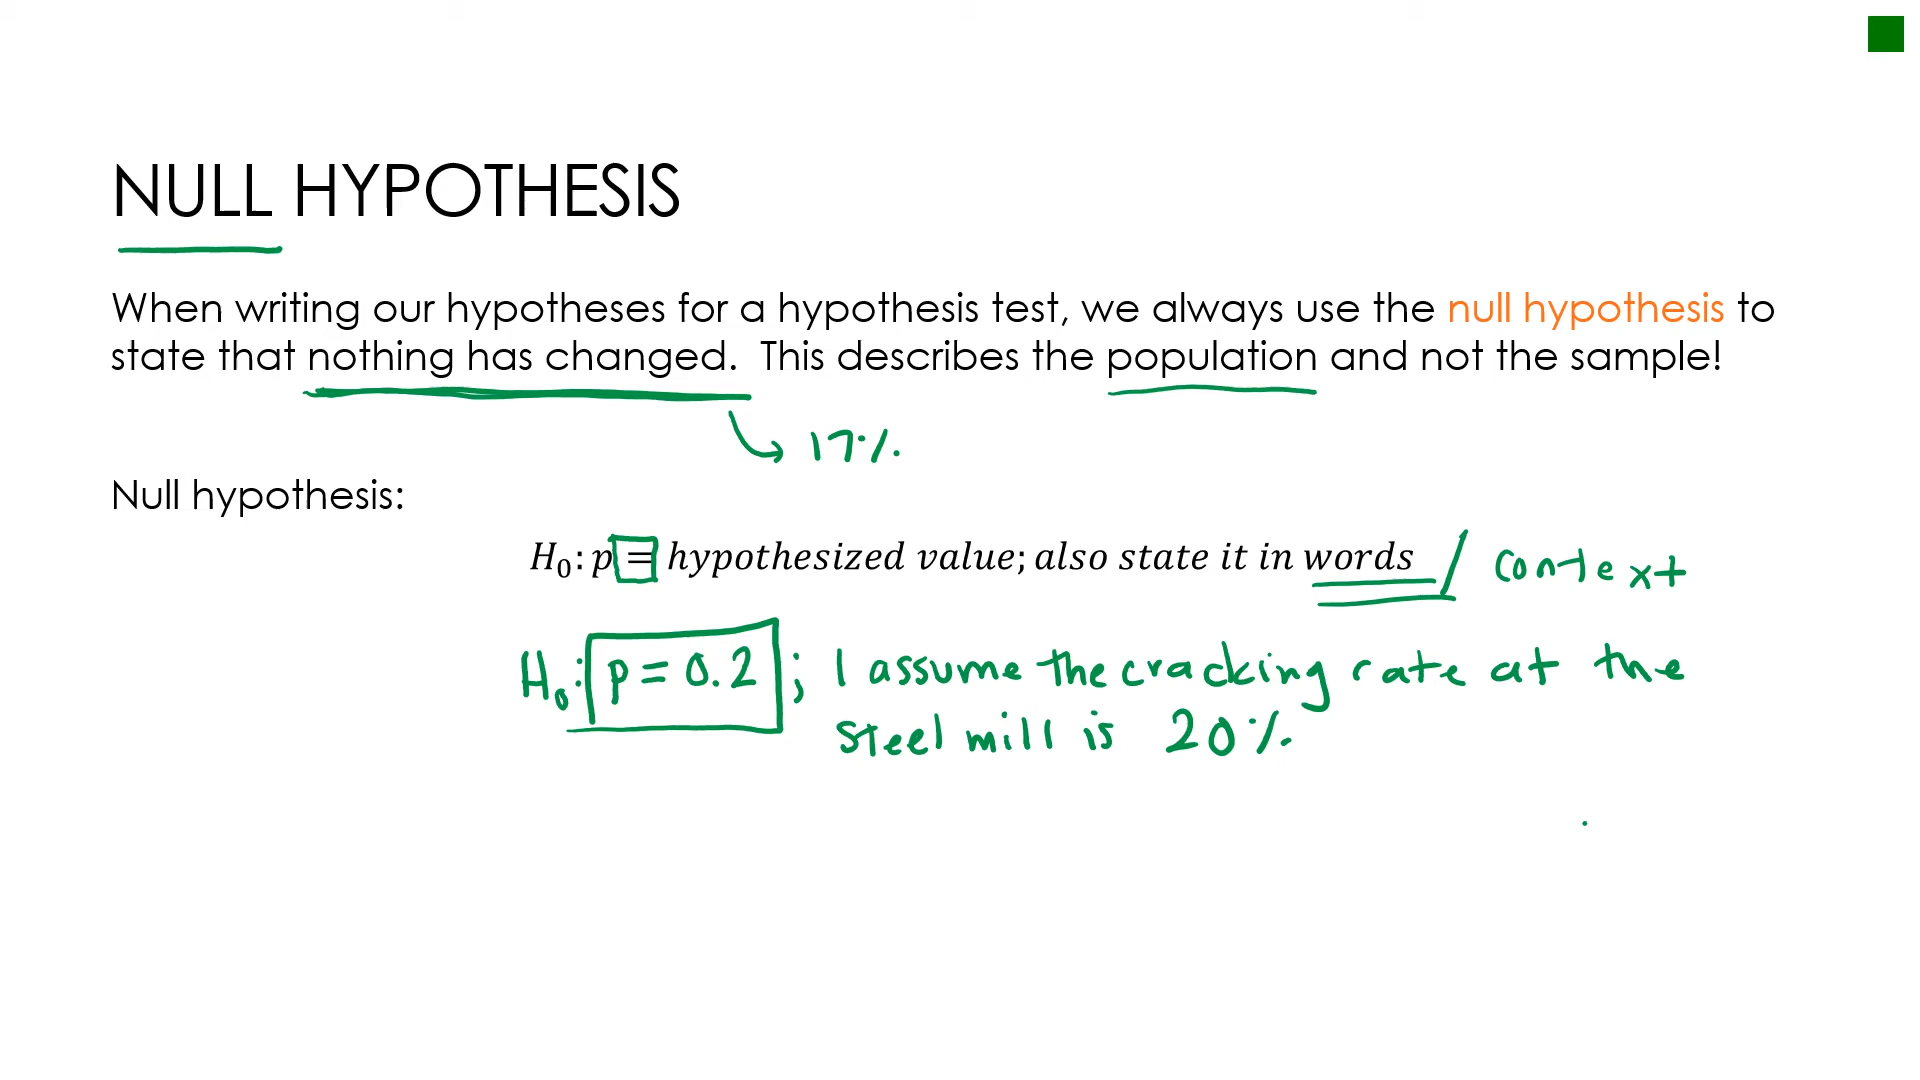 NULL HYPOTHESIS
When writing our hypotheses for a hypothesis test, we always use the null hypothesis to
state that nothing has changed. This describes the population and not the sample!
17%
Null hypothesis:
H₀: p = hypothesized value; also state it in words / context
H₀: p = 0.2 ; I assume the cracking rate at the
steel mill is 20%